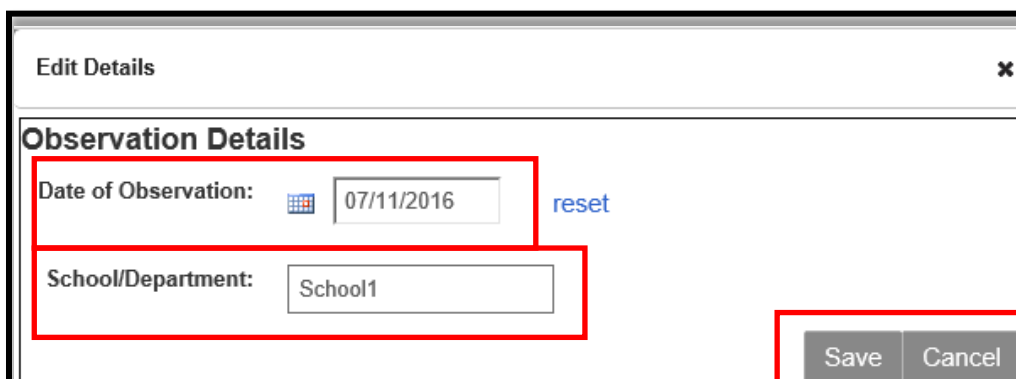 Edit Details
Observation Details
Date of Observation: 07/11/2016 reset
School/Department: School1
Save Cancel